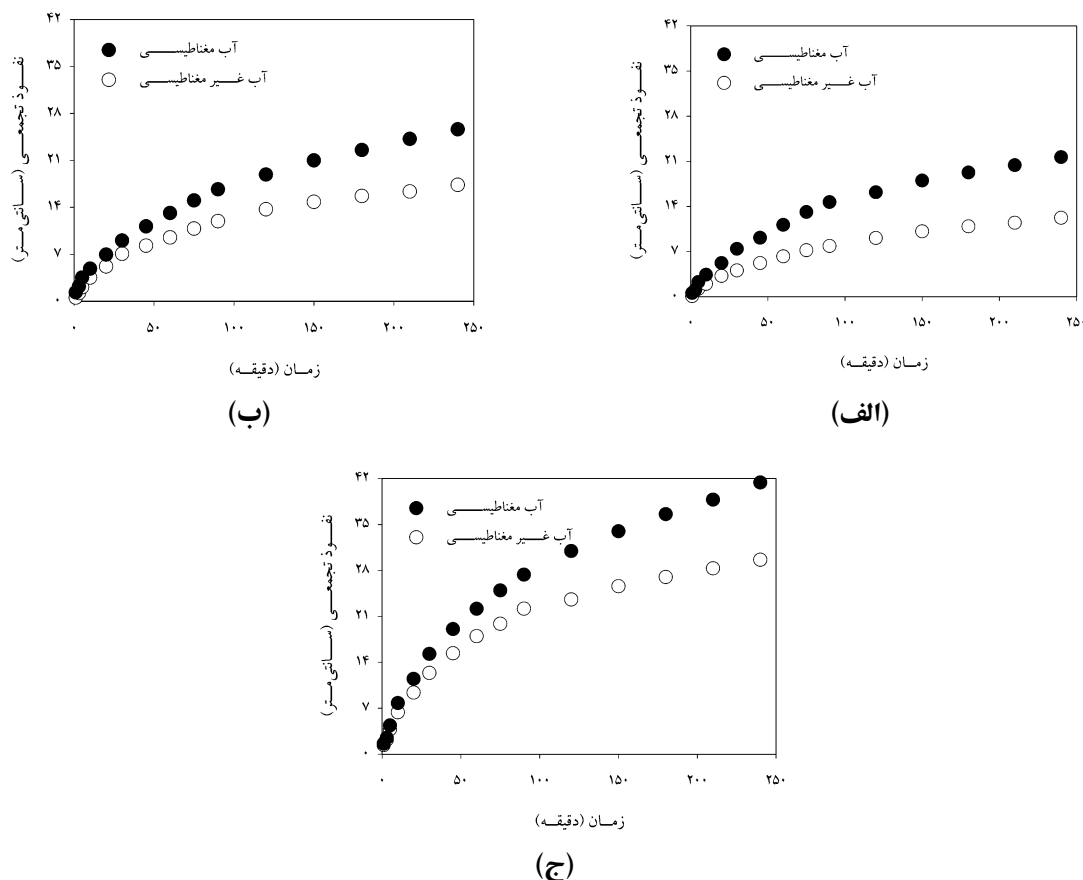 ۴۲
۳۵
۲۸
۲۱
۱۴
۷
۰
نفوذ تجمعی (سانتی‌متر)
آب مغناطیسی
آب غیر مغناطیسی
۰ ۵۰ ۱۰۰ ۱۵۰ ۲۰۰ ۲۵۰
زمان (دقیقه)
(الف)
۴۲
۳۵
۲۸
۲۱
۱۴
۷
۰
نفوذ تجمعی (سانتی‌متر)
آب مغناطیسی
آب غیر مغناطیسی
۰ ۵۰ ۱۰۰ ۱۵۰ ۲۰۰ ۲۵۰
زمان (دقیقه)
(ب)
۴۲
۳۵
۲۸
۲۱
۱۴
۷
۰
نفوذ تجمعی (سانتی‌متر)
آب مغناطیسی
آب غیر مغناطیسی
۰ ۵۰ ۱۰۰ ۱۵۰ ۲۰۰ ۲۵۰
زمان (دقیقه)
(ج)